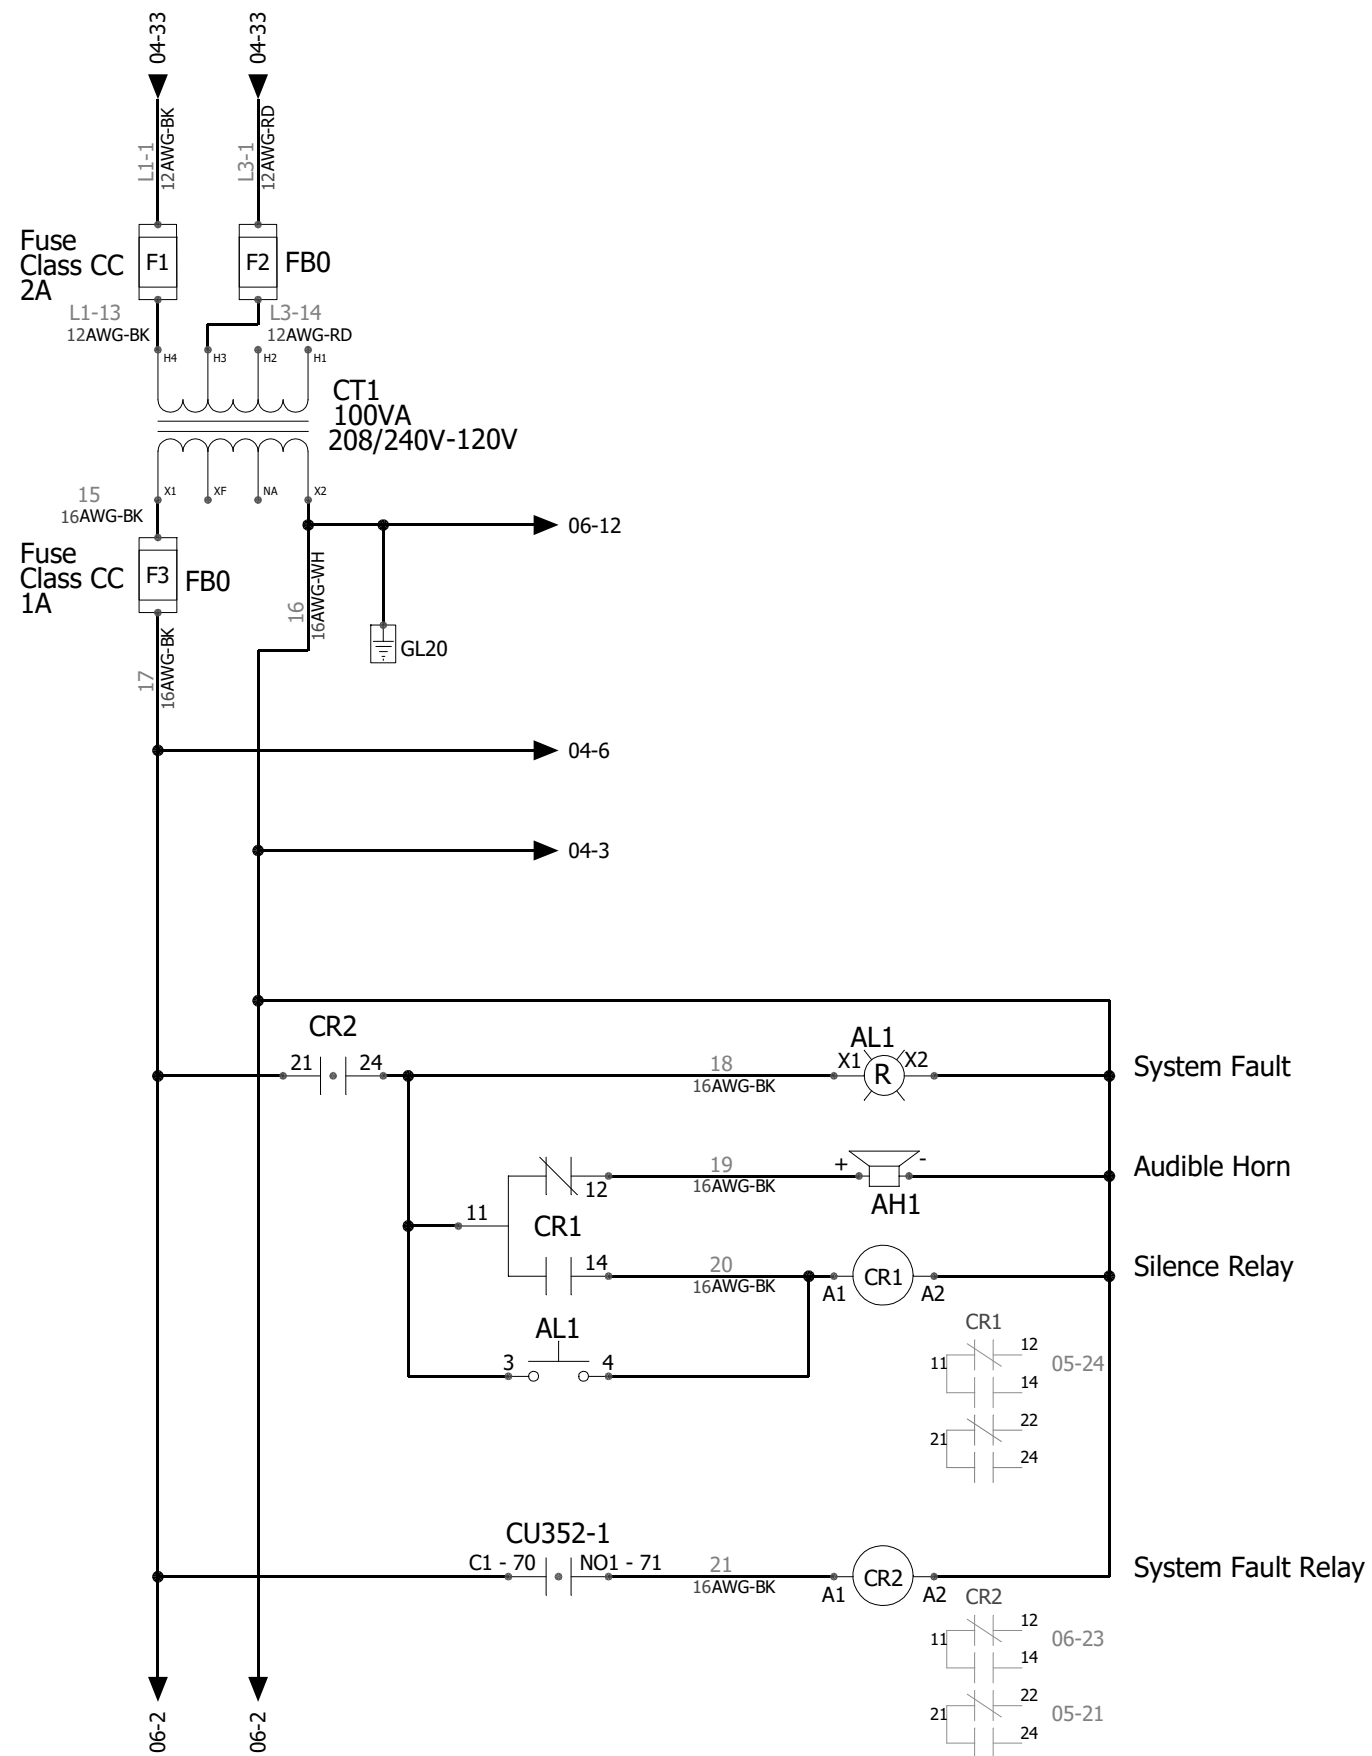 04-33
04-33
L1-1
12AWG-BK
L3-1
12AWG-RD
Fuse
Class CC
2A
F1
F2
FB0
L1-13
12AWG-BK
L3-14
12AWG-RD
H4
H3
H2
H1
CT1
100VA
208/240V-120V
X1
XF
NA
X2
15
16AWG-BK
06-12
Fuse
Class CC
1A
F3
FB0
16
16AWG-WH
GL20
17
16AWG-BK
04-6
04-3
CR2
21
24
18
16AWG-BK
AL1
X1
R
X2
System Fault
11
CR1
12
19
16AWG-BK
+
-
AH1
Audible Horn
14
20
16AWG-BK
A1
CR1
A2
Silence Relay
AL1
3
4
CR1
11
12
14
05-24
21
22
24
CU352-1
C1 - 70
NO1 - 71
21
16AWG-BK
A1
CR2
A2
System Fault Relay
CR2
11
12
14
06-23
21
22
24
05-21
06-2
06-2